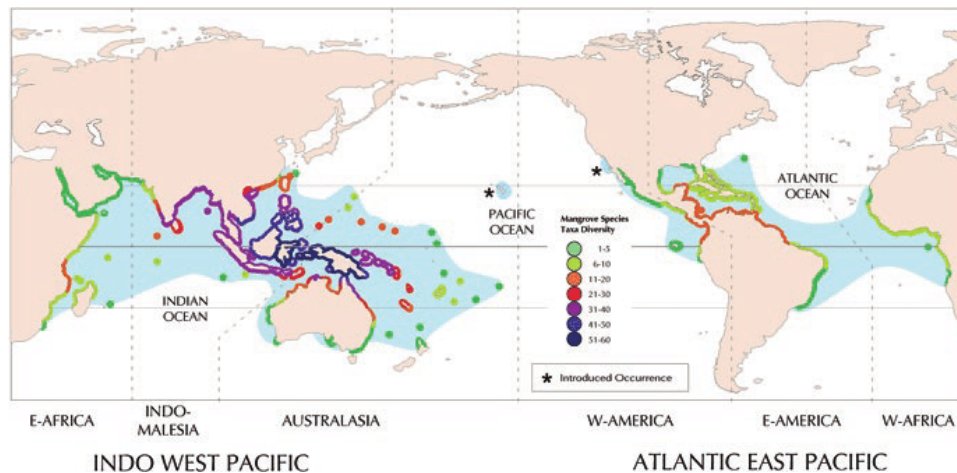 ATLANTIC
OCEAN
PACIFIC
OCEAN
*
*
Mangrove Species
Taxa Diversity
1-5
6-10
11-20
21-30
31-40
41-50
51-60
INDIAN
OCEAN
* Introduced Occurrence
E-AFRICA
INDO-
MALESIA
AUSTRALASIA
W-AMERICA
E-AMERICA
W-AFRICA
INDO WEST PACIFIC
ATLANTIC EAST PACIFIC